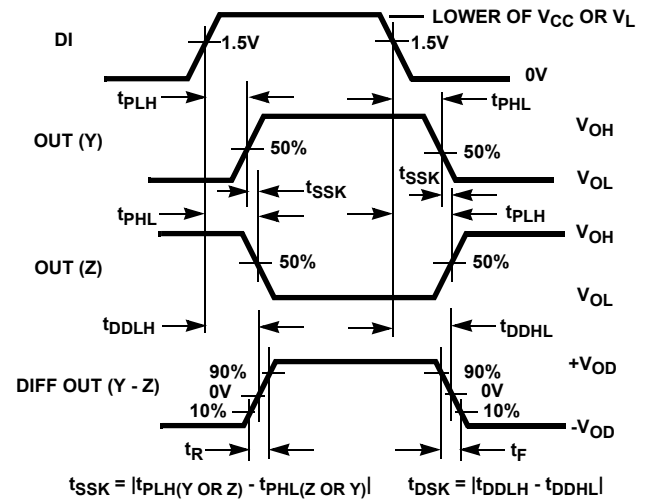 LOWER OF VCC OR VL
DI
1.5V 1.5V
0V
tPLH tPHL
OUT (Y)
VOH
50% 50%
tSSK tSSK
VOL
tPHL tPLH
VOH
OUT (Z)
50% 50%
VOL
tDDLH tDDHL
90% 90%
+VOD
DIFF OUT (Y - Z)
0V 0V
10% 10%
-VOD
tR tF
tSSK = |tPLH(Y OR Z) - tPHL(Z OR Y)| tDSK = |tDDLH - tDDHL|